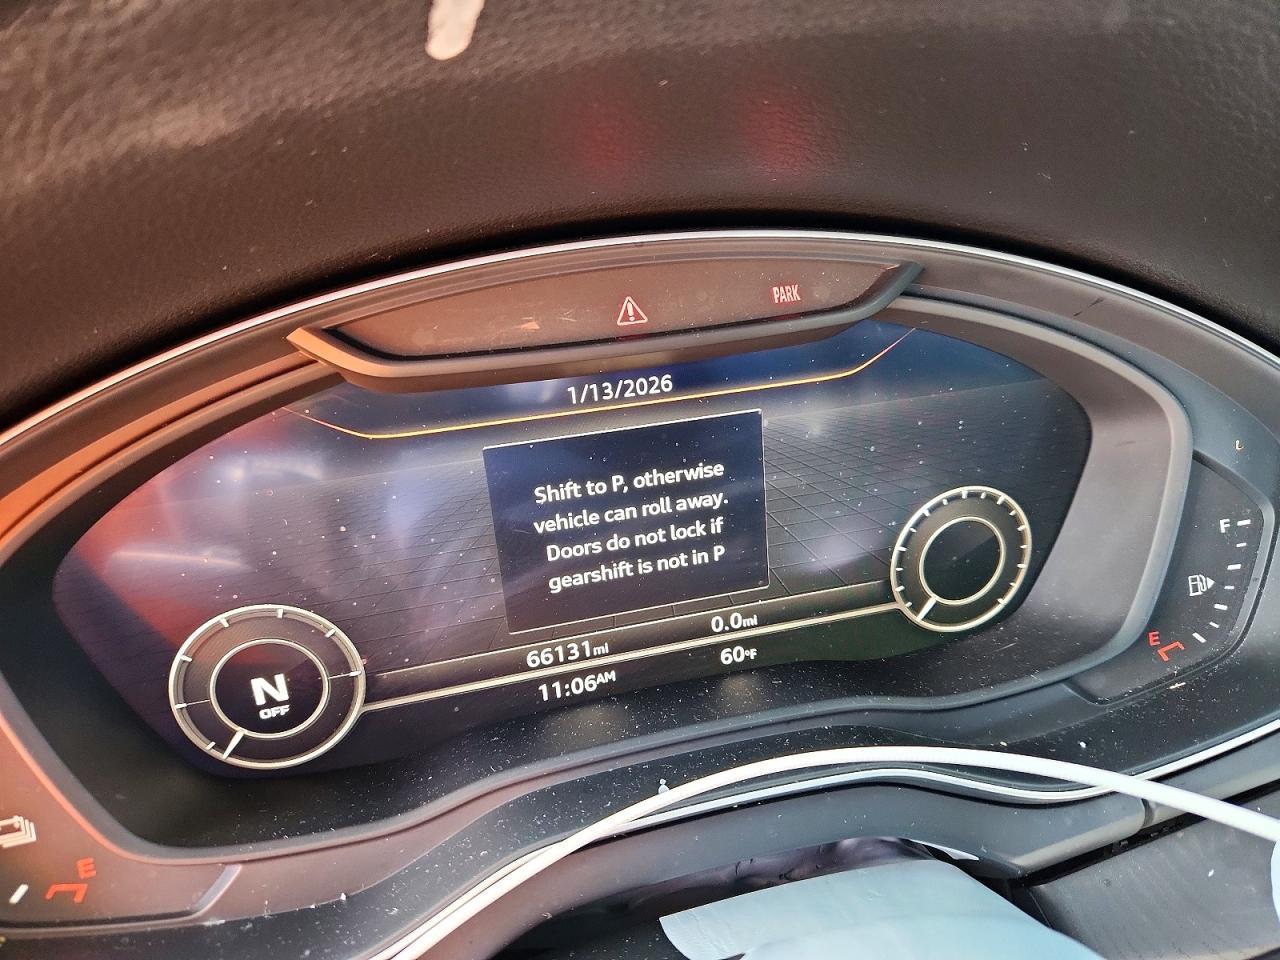 PARK
1/13/2026
Shift to P, otherwise
vehicle can roll away.
Doors do not lock if
gearshift is not in P
66131mi
0.0mi
11:06AM
60°F
N
OFF
F
E
E